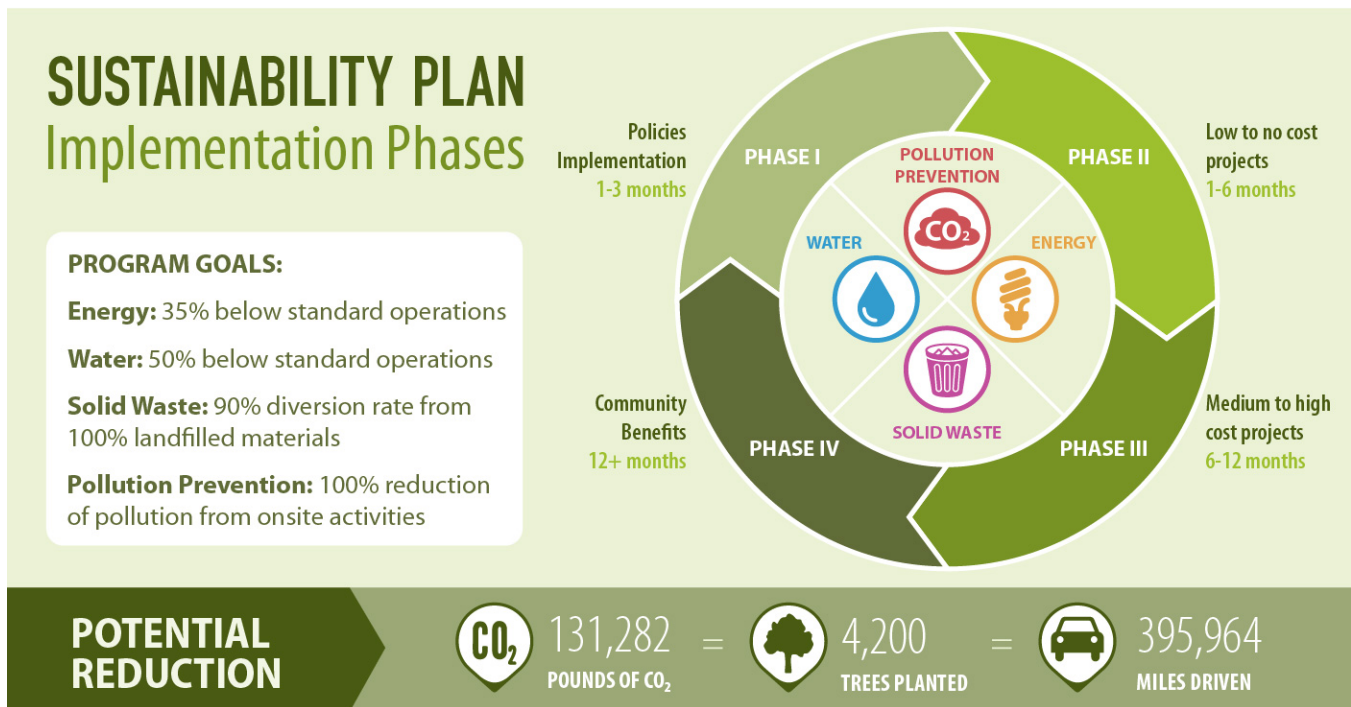 SUSTAINABILITY PLAN
Implementation Phases
PROGRAM GOALS:
Energy: 35% below standard operations
Water: 50% below standard operations
Solid Waste: 90% diversion rate from
100% landfilled materials
Pollution Prevention: 100% reduction
of pollution from onsite activities
Policies
Implementation
1-3 months
PHASE I
PHASE II
Low to no cost
projects
1-6 months
POLLUTION
PREVENTION
CO₂
WATER
ENERGY
SOLID WASTE
Community
Benefits
12+ months
PHASE IV
PHASE III
Medium to high
cost projects
6-12 months
POTENTIAL
REDUCTION
CO₂
131,282
POUNDS OF CO₂
=
4,200
TREES PLANTED
=
395,964
MILES DRIVEN